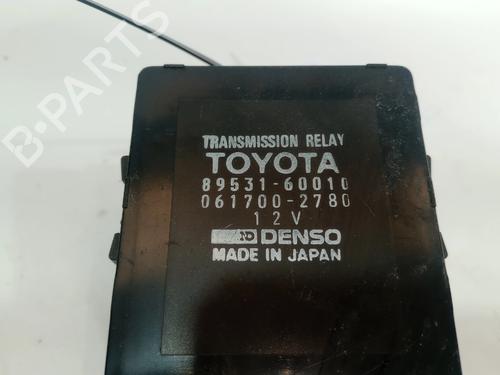 TRANSMISSION RELAY
TOYOTA
89531-60010
061700-2780
12V
DENSO
MADE IN JAPAN
B-PARTS